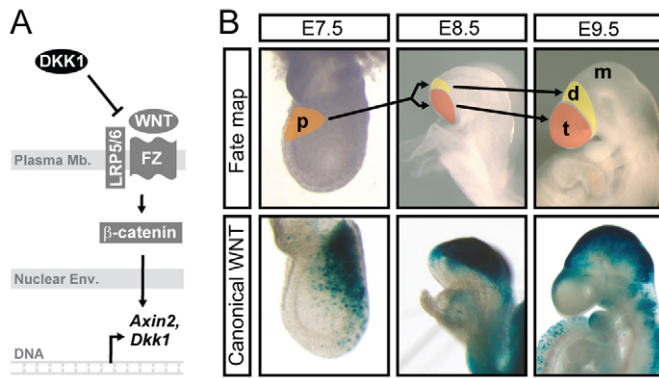 A
DKK1
WNT
LRP5/6
FZ
Plasma Mb.
β-catenin
Nuclear Env.
Axin2,
Dkk1
DNA
B
E7.5
E8.5
E9.5
Fate map
p
m
d
t
Canonical WNT